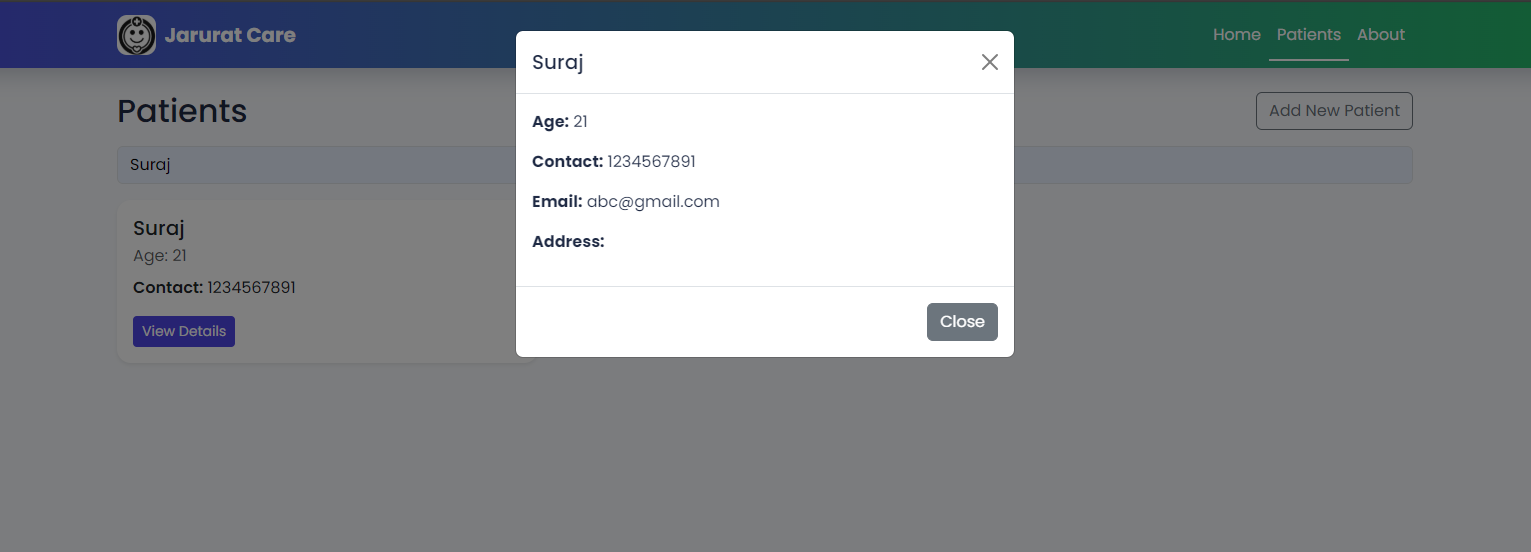 Jarurat Care
Home Patients About
Patients
Add New Patient
Suraj
Suraj
Age: 21
Contact: 1234567891
View Details
Suraj
Age: 21
Contact: 1234567891
Email: abc@gmail.com
Address:
Close